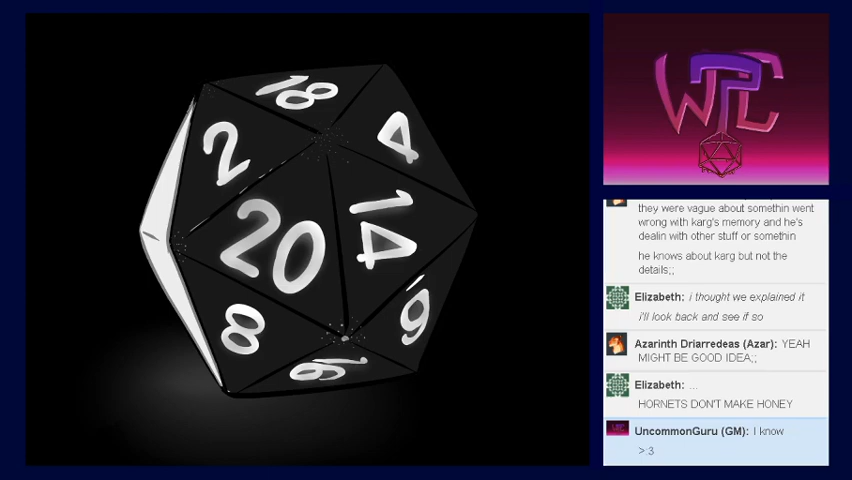 18
4
2
14
20
8
6
16
WPC
they were vague about somethin went
wrong with karg's memory and he's
dealin with other stuff or somethin
he knows about karg but not the
details;;
Elizabeth: i thought we explained it
i'll look back and see if so
Azarinth Driarredeas (Azar): YEAH
MIGHT BE GOOD IDEA;;
Elizabeth: ...
HORNETS DON'T MAKE HONEY
UncommonGuru (GM): I know
> 3